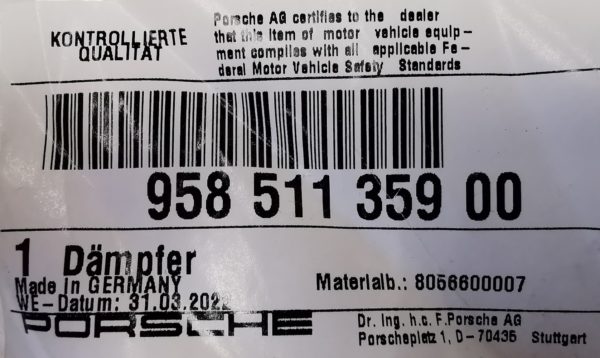 KONTROLLIERTE
QUALITÄT
Porsche AG certifies to the dealer
that this item of motor vehicle equip-
ment complies with all applicable Fe-
deral Motor Vehicle Safety Standards
958 511 359 00
1 Dämpfer
Made in GERMANY
WE-Datum: 31.03.202
Materialb.: 8056600007
PORSCHE
Dr. Ing. h.c. F.Porsche AG
Porscheplatz 1, D-70435 Stuttgart